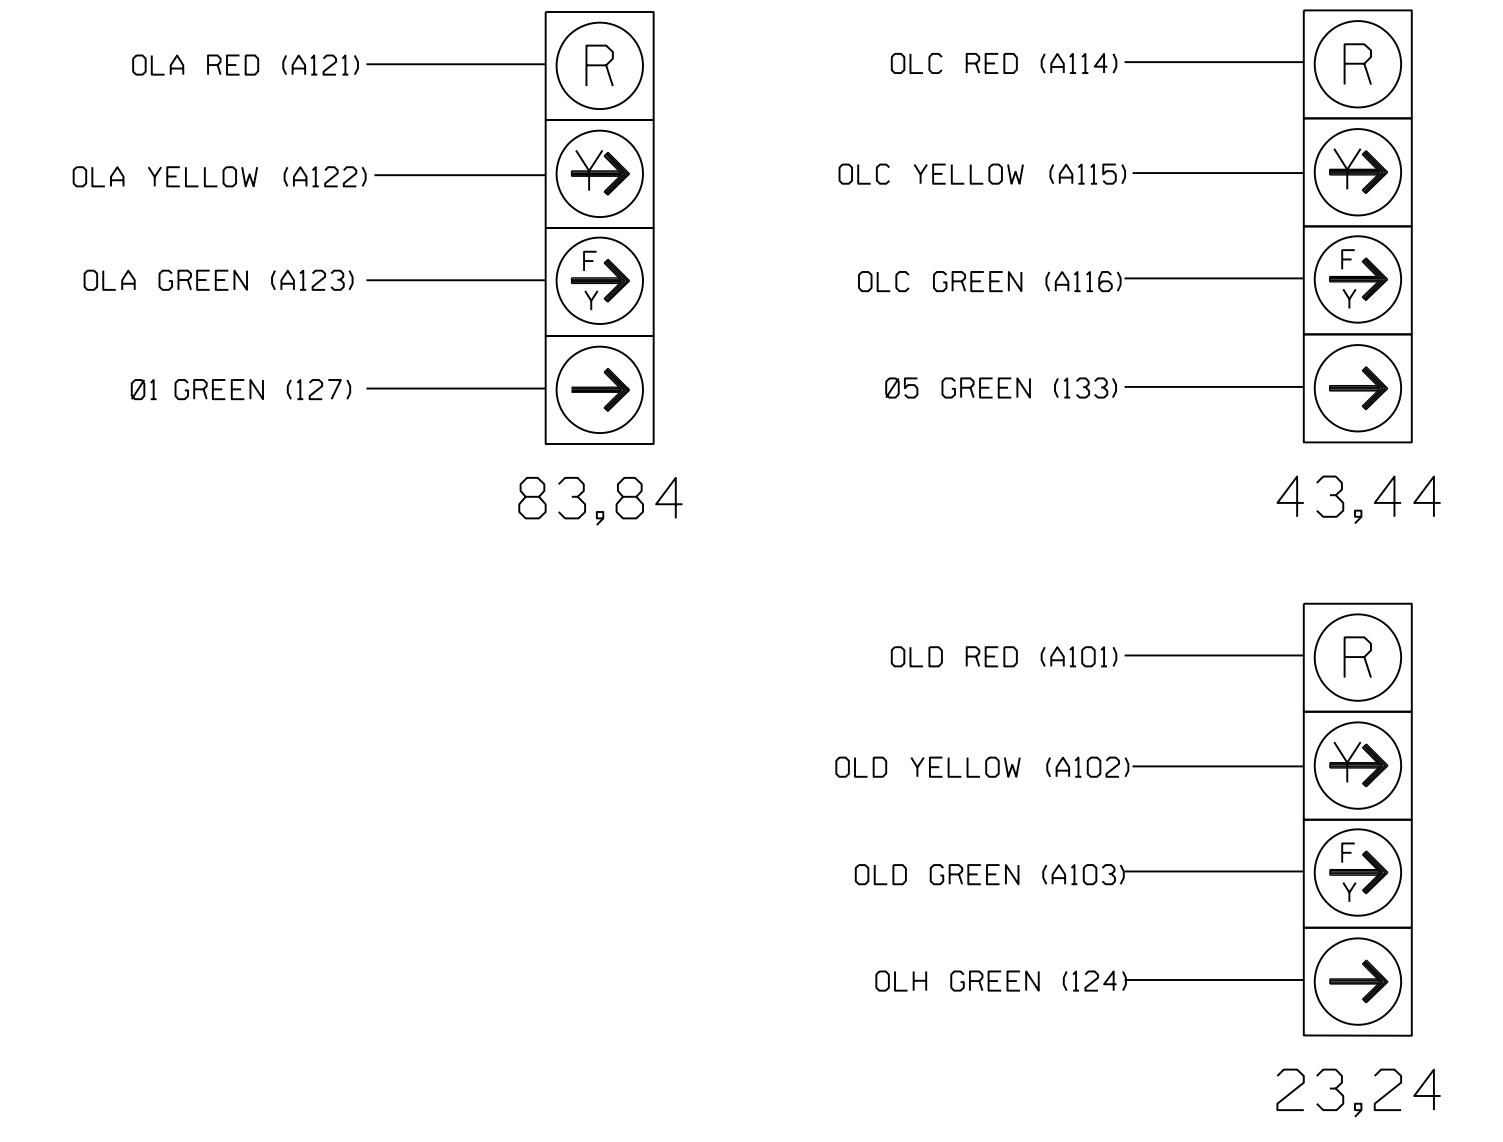 OLA RED (A121)
R
OLA YELLOW (A122)
Y
OLA GREEN (A123)
F
Y
Ø1 GREEN (127)
83,84
OLC RED (A114)
R
OLC YELLOW (A115)
Y
OLC GREEN (A116)
F
Y
Ø5 GREEN (133)
43,44
OLD RED (A101)
R
OLD YELLOW (A102)
Y
OLD GREEN (A103)
F
Y
OLH GREEN (124)
23,24